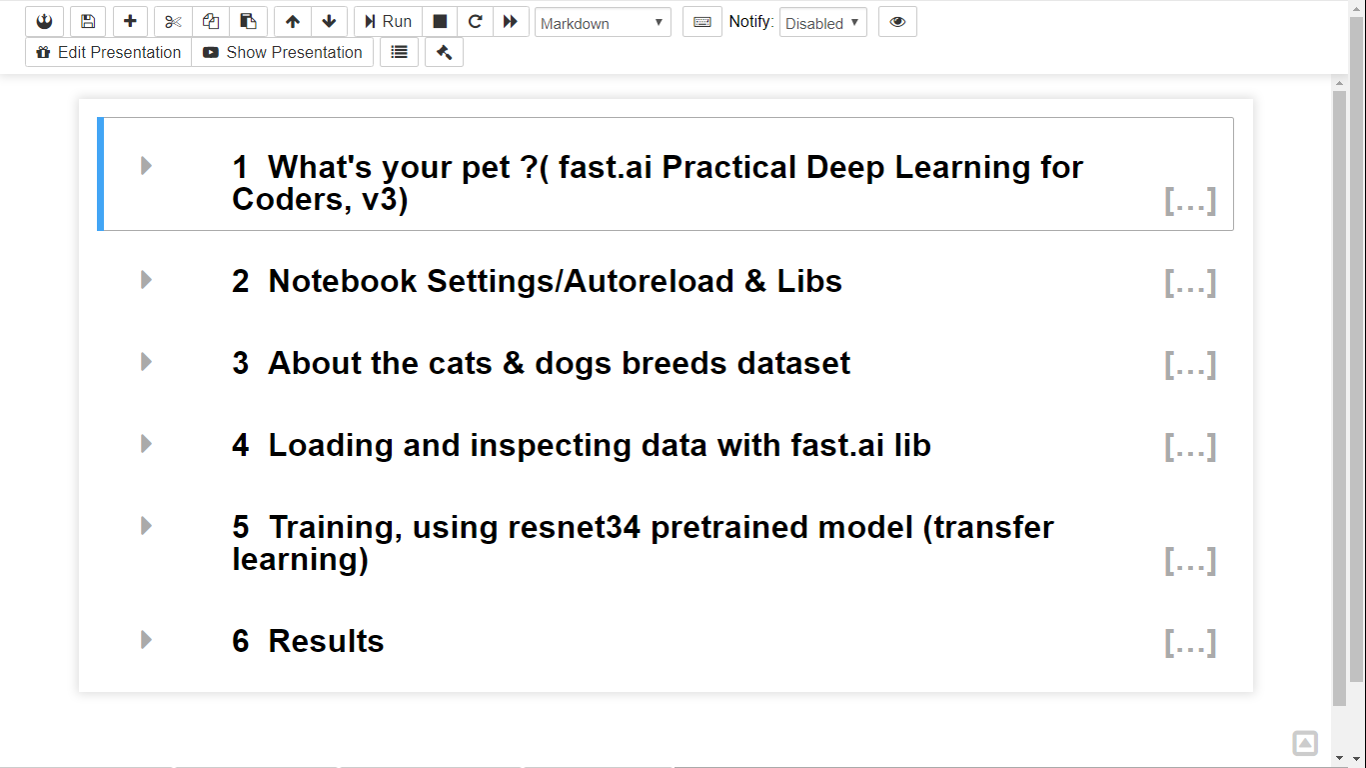 Run
Markdown
Notify:
Disabled
Edit Presentation
Show Presentation
1 What's your pet ?( fast.ai Practical Deep Learning for
Coders, v3)
[…]
2 Notebook Settings/Autoreload & Libs
[…]
3 About the cats & dogs breeds dataset
[…]
4 Loading and inspecting data with fast.ai lib
[…]
5 Training, using resnet34 pretrained model (transfer
learning)
[…]
6 Results
[…]